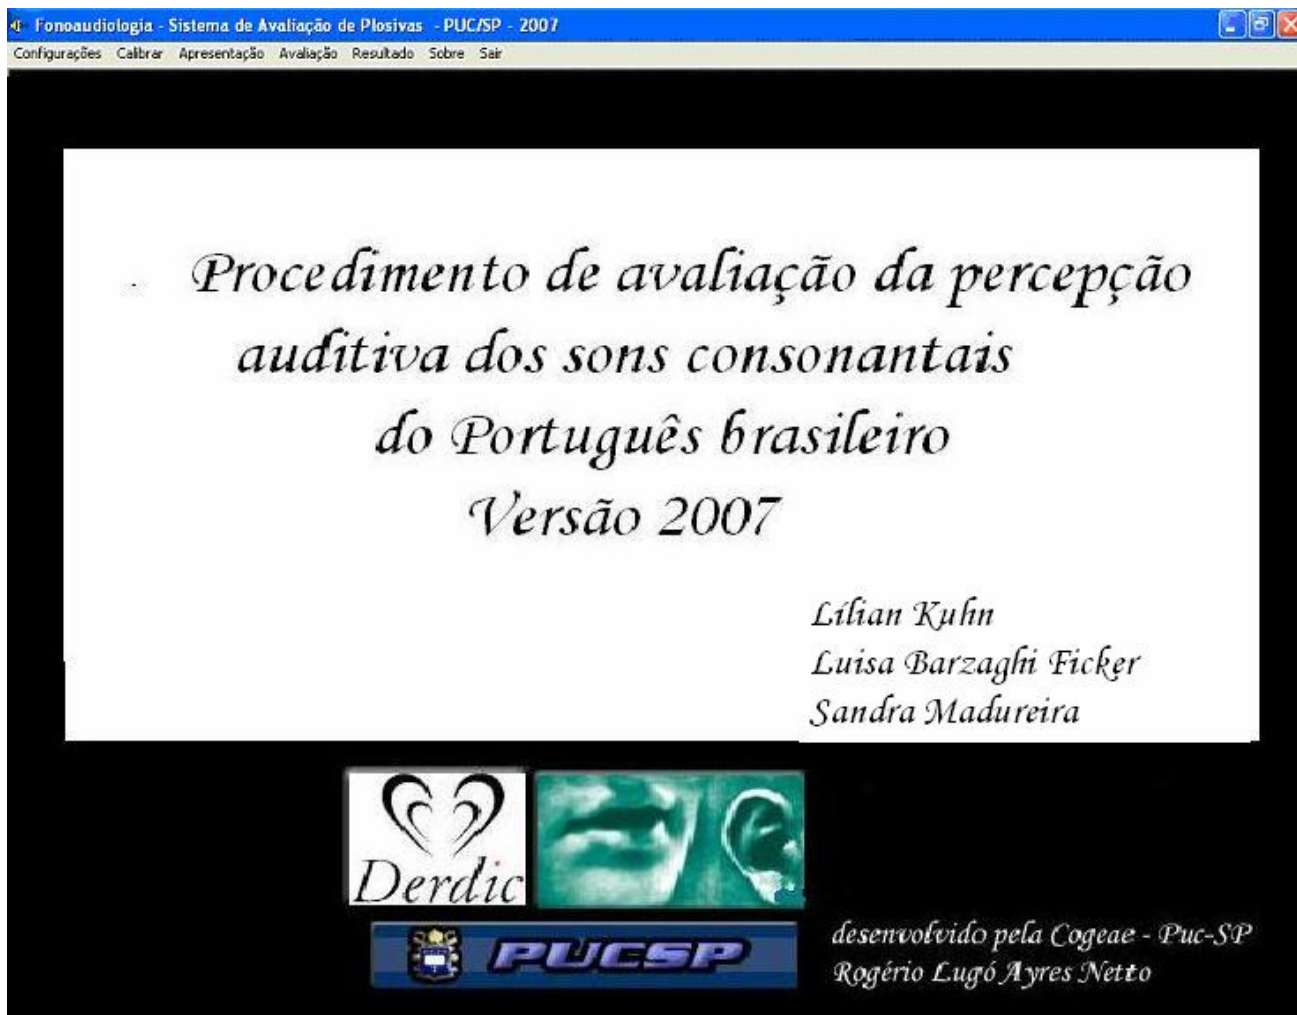 Fonoaudiologia - Sistema de Avaliação de Plosivas - PUC/SP - 2007
Configurações Calibrar Apresentação Avaliação Resultado Sobre Sair
Procedimento de avaliação da percepção
auditiva dos sons consonantais
do Português brasileiro
Versão 2007
Lílian Kuhn
Luisa Barzaghi Ficker
Sandra Madureira
Derdic
PUCSP
desenvolvido pela Cogeae - Puc-SP
Rogério Lugó Ayres Netto